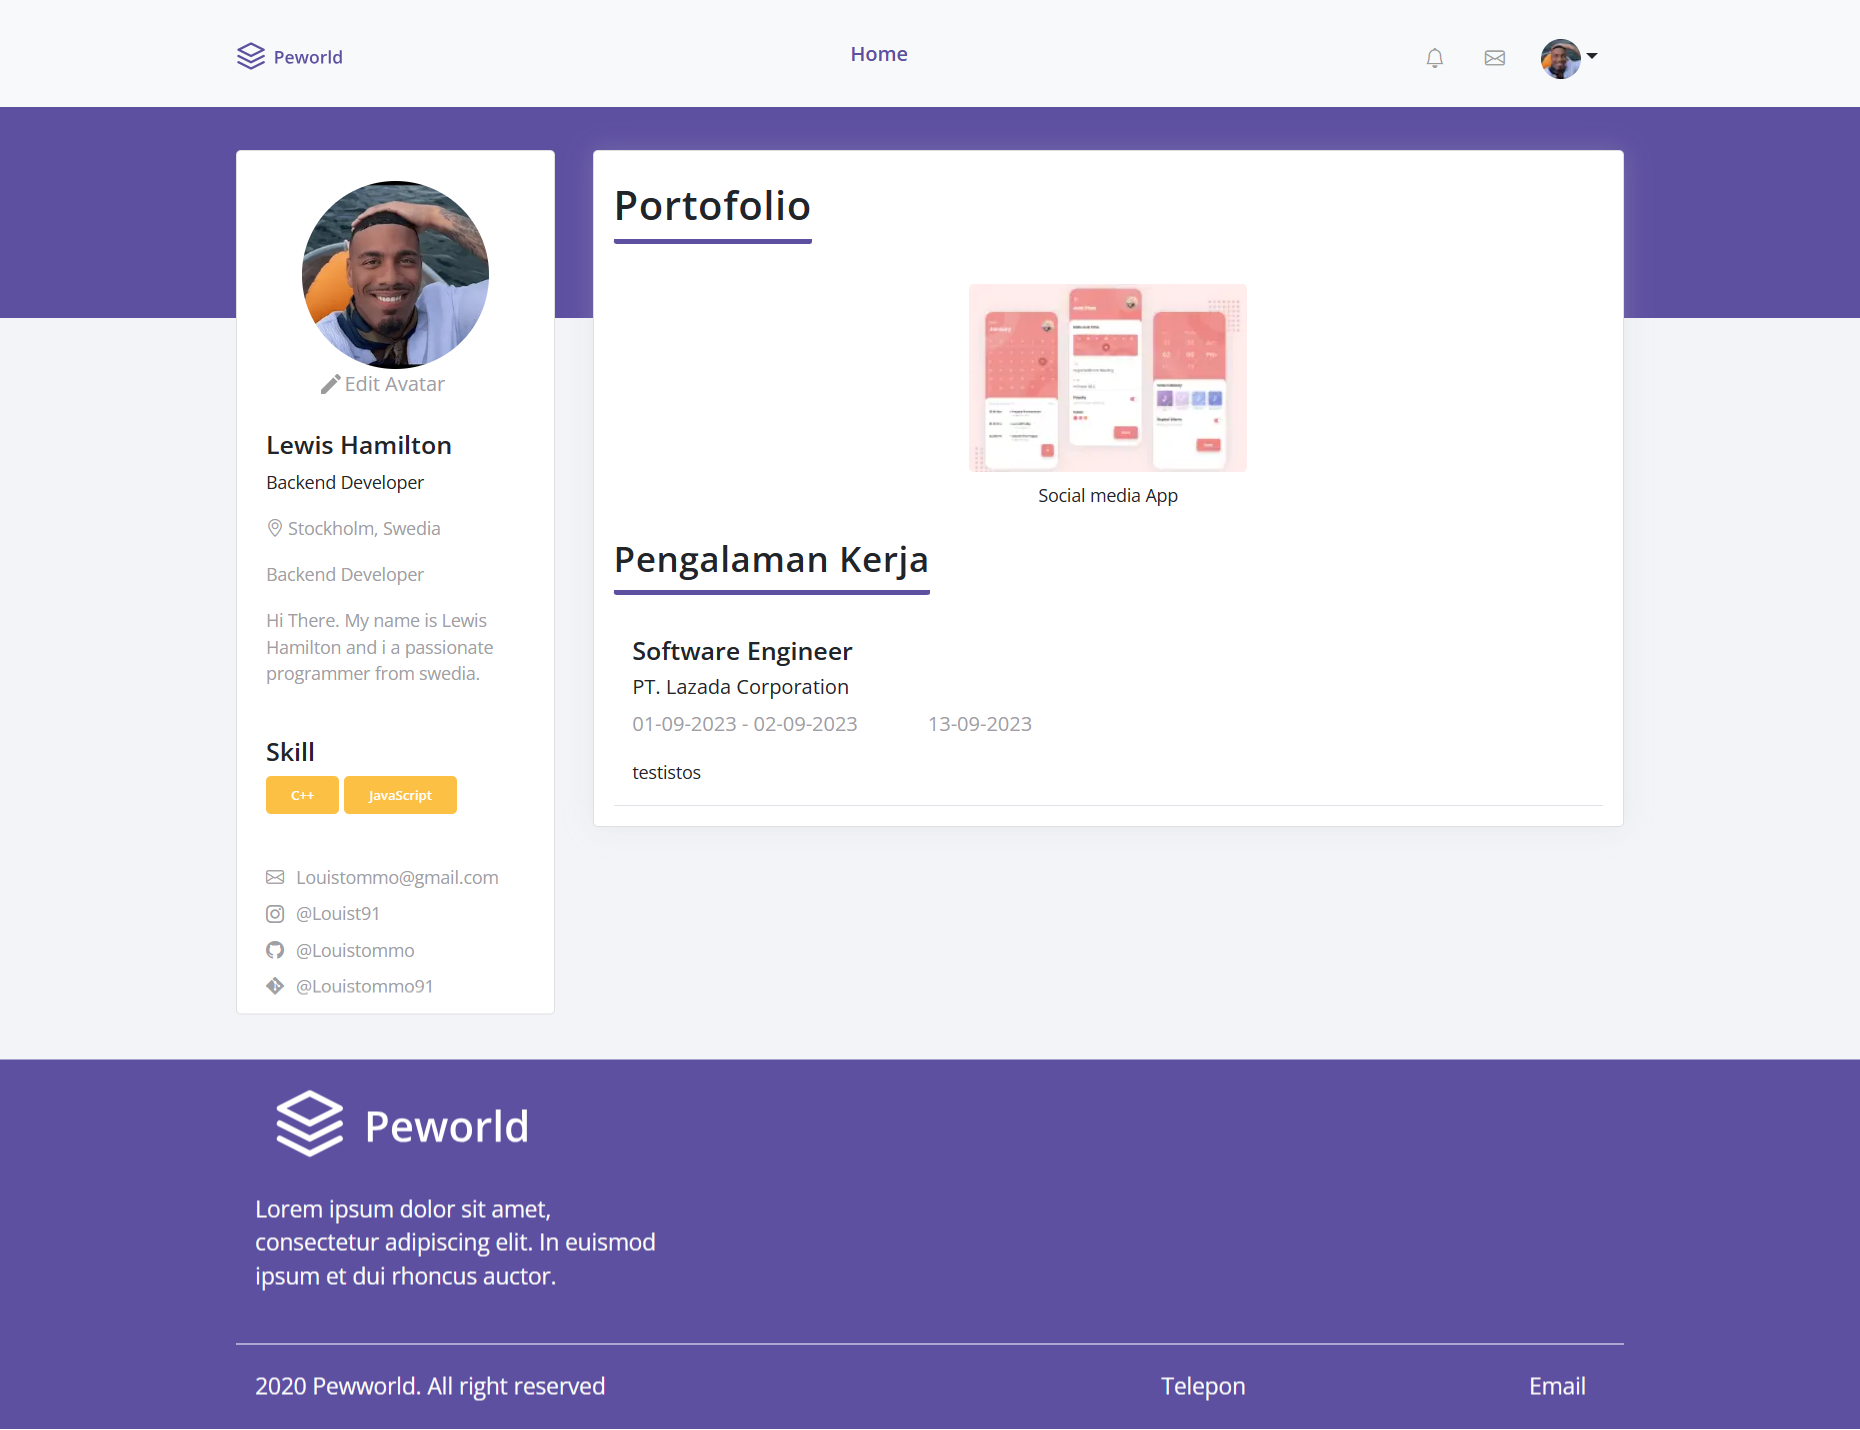 Peworld
Home
Edit Avatar
Lewis Hamilton
Backend Developer
Stockholm, Swedia
Backend Developer
Hi There. My name is Lewis
Hamilton and i a passionate
programmer from swedia.
Skill
C++
JavaScript
Louistommo@gmail.com
@Louist91
@Louistommo
@Louistommo91
Portofolio
Social media App
Pengalaman Kerja
Software Engineer
PT. Lazada Corporation
01-09-2023 - 02-09-2023
13-09-2023
testistos
Peworld
Lorem ipsum dolor sit amet,
consectetur adipiscing elit. In euismod
ipsum et dui rhoncus auctor.
2020 Pewworld. All right reserved
Telepon
Email